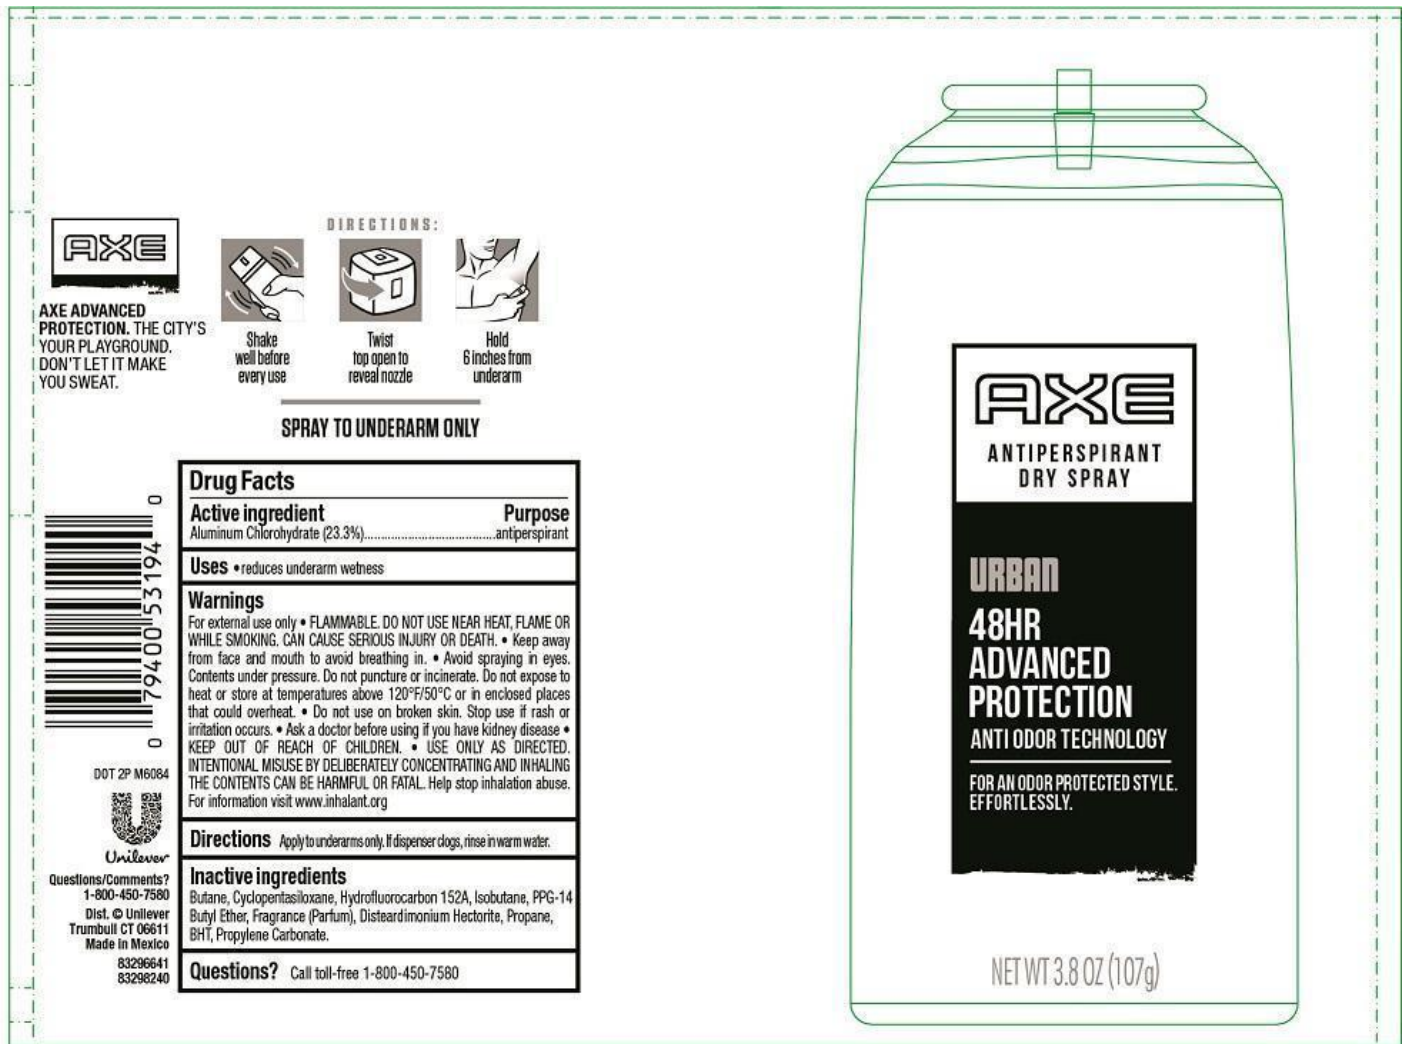 AXE
AXE ADVANCED
PROTECTION. THE CITY'S
YOUR PLAYGROUND.
DON'T LET IT MAKE
YOU SWEAT.
DIRECTIONS:
Shake
well before
every use
Twist
top open to
reveal nozzle
Hold
6 inches from
underarm
SPRAY TO UNDERARM ONLY
Drug Facts
Active ingredient Purpose
Aluminum Chlorohydrate (23.3%).......................................antiperspirant
Uses • reduces underarm wetness
Warnings
For external use only • FLAMMABLE. DO NOT USE NEAR HEAT, FLAME OR
WHILE SMOKING. CAN CAUSE SERIOUS INJURY OR DEATH. • Keep away
from face and mouth to avoid breathing in. • Avoid spraying in eyes.
Contents under pressure. Do not puncture or incinerate. Do not expose to
heat or store at temperatures above 120°F/50°C or in enclosed places
that could overheat. • Do not use on broken skin. Stop use if rash or
irritation occurs. • Ask a doctor before using if you have kidney disease •
KEEP OUT OF REACH OF CHILDREN. • USE ONLY AS DIRECTED.
INTENTIONAL MISUSE BY DELIBERATELY CONCENTRATING AND INHALING
THE CONTENTS CAN BE HARMFUL OR FATAL. Help stop inhalation abuse.
For information visit www.inhalant.org
Directions Apply to underarms only. If dispenser clogs, rinse in warm water.
Inactive ingredients
Butane, Cyclopentasiloxane, Hydrofluorocarbon 152A, Isobutane, PPG-14
Butyl Ether, Fragrance (Parfum), Disteardimonium Hectorite, Propane,
BHT, Propylene Carbonate.
Questions? Call toll-free 1-800-450-7580
0 79400 53194 0
DOT 2P M6084
Unilever
Questions/Comments?
1-800-450-7580
Dist. © Unilever
Trumbull CT 06611
Made in Mexico
83296641
83298240
AXE
ANTIPERSPIRANT
DRY SPRAY
URBAN
48HR
ADVANCED
PROTECTION
ANTI ODOR TECHNOLOGY
FOR AN ODOR PROTECTED STYLE.
EFFORTLESSLY.
NET WT 3.8 OZ (107g)